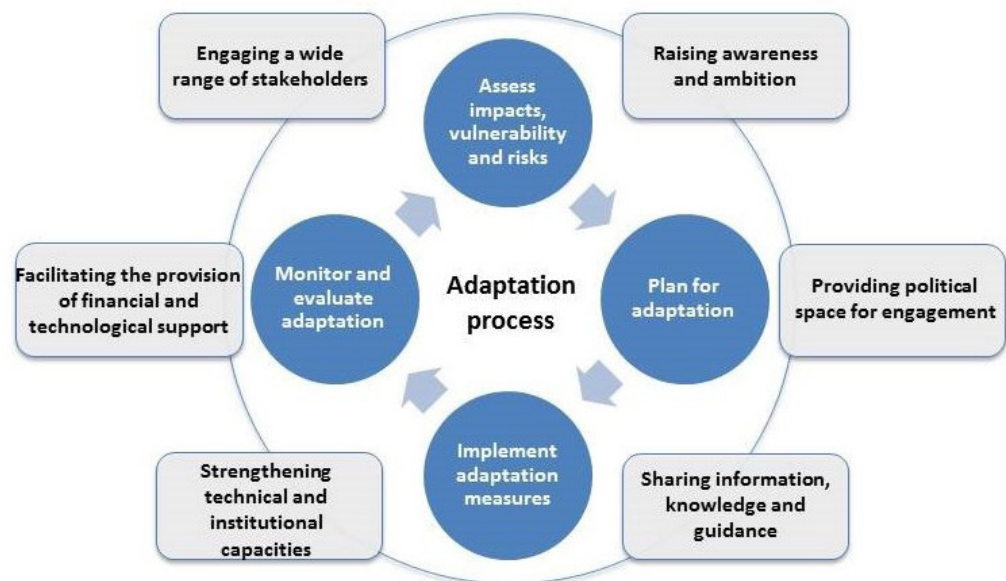 Engaging a wide
range of stakeholders
Raising awareness
and ambition
Assess
impacts,
vulnerability
and risks
Facilitating the provision
of financial and
technological support
Monitor and
evaluate
adaptation
Adaptation
process
Plan for
adaptation
Providing political
space for engagement
Strengthening
technical and
institutional
capacities
Implement
adaptation
measures
Sharing information,
knowledge and
guidance